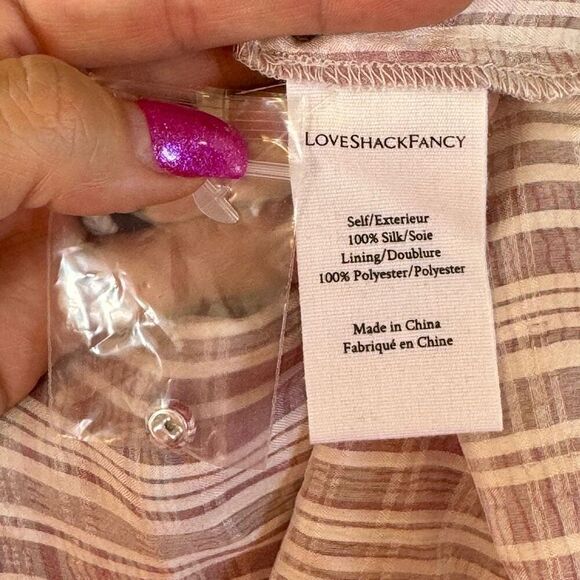 LoveShackFancy
Self/Exterieur
100% Silk/Soie
Lining/Doublure
100% Polyester/Polyester
Made in China
Fabriqué en Chine